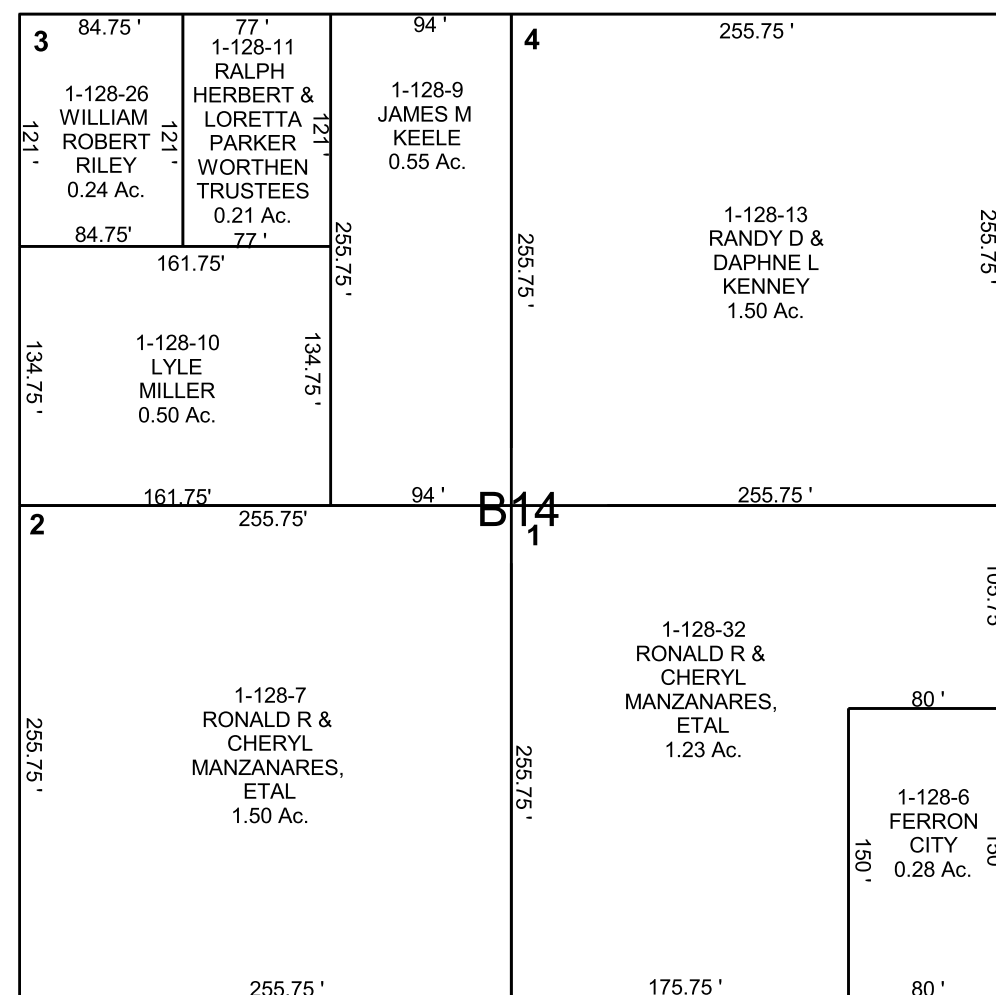 3
84.75 '
1-128-26
WILLIAM
ROBERT
RILEY
0.24 Ac.
121 '
121 '
84.75'
77 '
1-128-11
RALPH
HERBERT &
LORETTA
PARKER
WORTHEN
TRUSTEES
0.21 Ac.
121'
77 '
94 '
1-128-9
JAMES M
KEELE
0.55 Ac.
255.75 '
94 '
161.75'
1-128-10
LYLE
MILLER
0.50 Ac.
134.75 '
134.75 '
161.75'
4
255.75 '
1-128-13
RANDY D &
DAPHNE L
KENNEY
1.50 Ac.
255.75 '
255.75 '
255.75 '
B14
2
255.75'
1-128-7
RONALD R &
CHERYL
MANZANARES,
ETAL
1.50 Ac.
255.75 '
255.75 '
1
1-128-32
RONALD R &
CHERYL
MANZANARES,
ETAL
1.23 Ac.
255.75 '
105.75
175.75 '
80 '
1-128-6
FERRON
CITY
0.28 Ac.
150 '
150
80 '